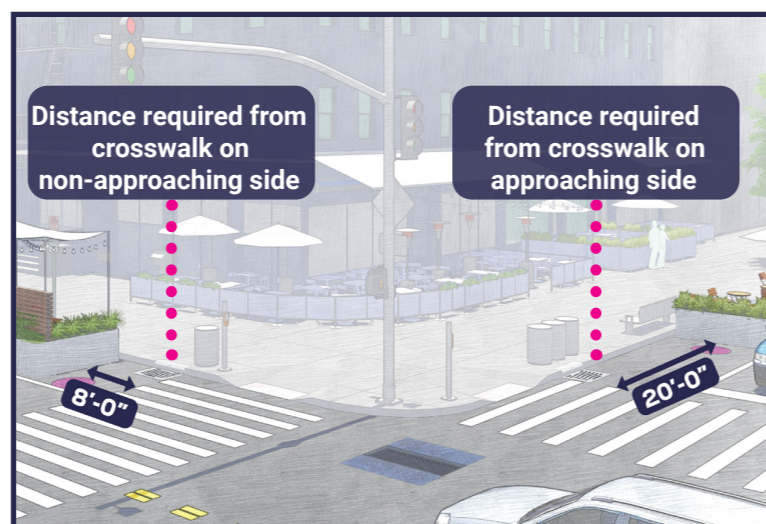 Distance required from
crosswalk on
non-approaching side
Distance required
from crosswalk on
approaching side
8'-0"
20'-0"